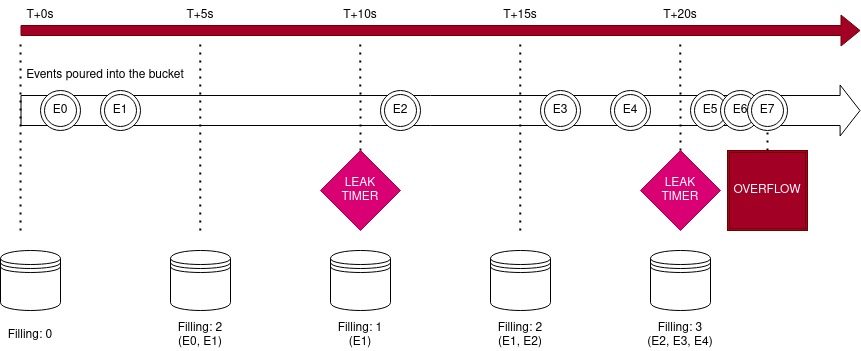 T+0s
T+5s
T+10s
T+15s
T+20s
Events poured into the bucket
E0
E1
E2
E3
E4
E5
E6
E7
LEAK
TIMER
LEAK
TIMER
OVERFLOW
Filling: 0
Filling: 2
(E0, E1)
Filling: 1
(E1)
Filling: 2
(E1, E2)
Filling: 3
(E2, E3, E4)